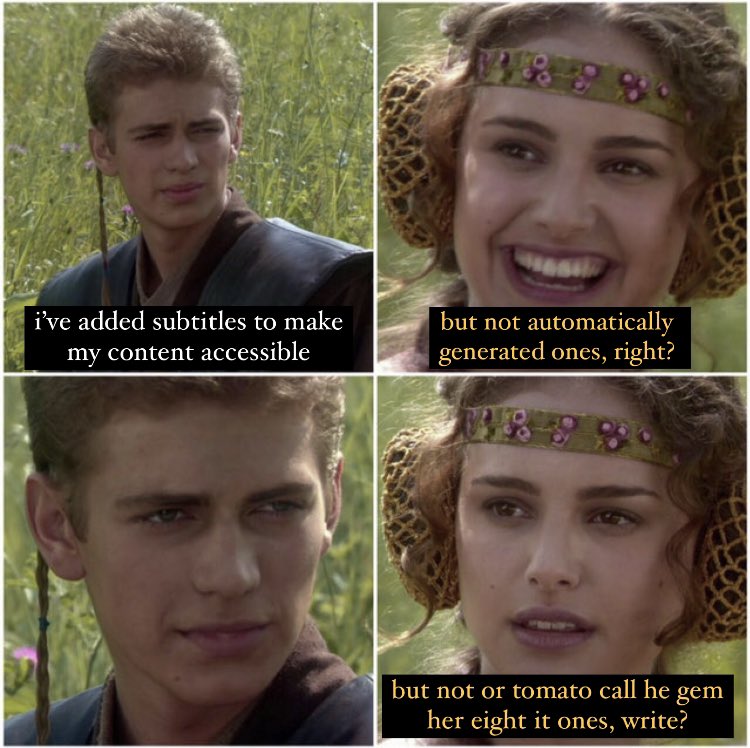 i've added subtitles to make
my content accessible
but not automatically
generated ones, right?
but not or tomato call he gem
her eight it ones, write?